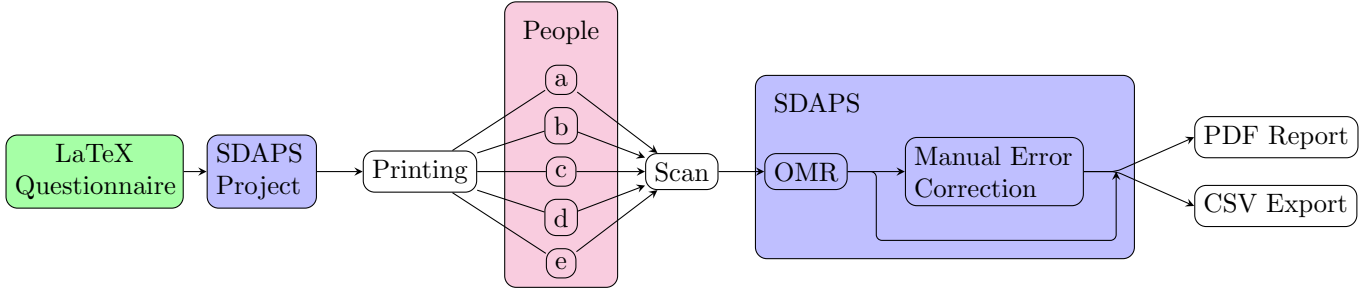 LaTeX
Questionnaire
SDAPS
Project
Printing
People
a
b
c
d
e
Scan
SDAPS
OMR
Manual Error
Correction
PDF Report
CSV Export